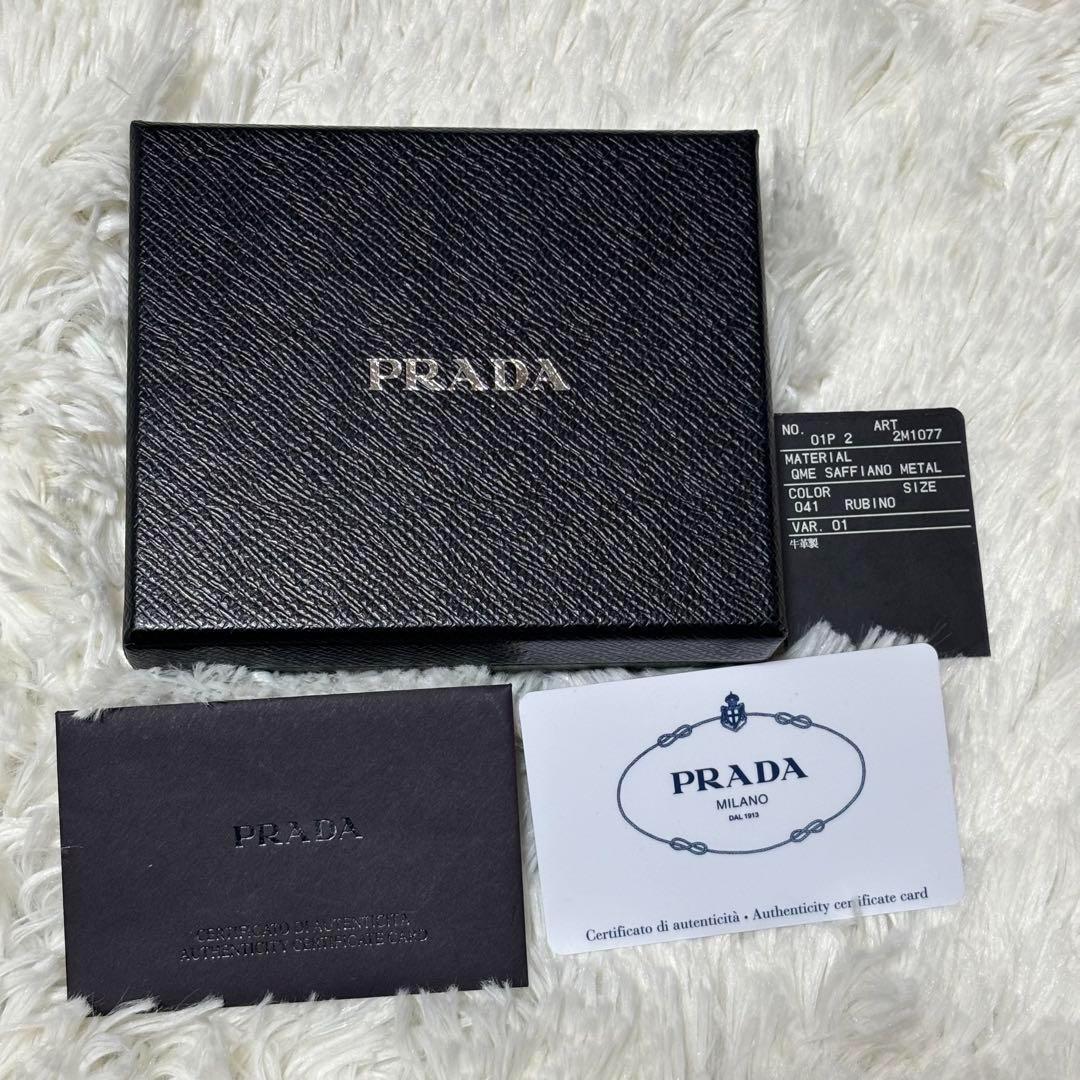 PRADA
NO. ART
01P 2 2M1077
MATERIAL
QME SAFFIANO METAL
COLOR SIZE
041 RUBINO
VAR. 01
牛革製
PRADA
CERTIFICATO DI AUTENTICITÀ
AUTHENTICITY CERTIFICATE CARD
PRADA
MILANO
DAL 1913
Certificato di autenticità • Authenticity certificate card